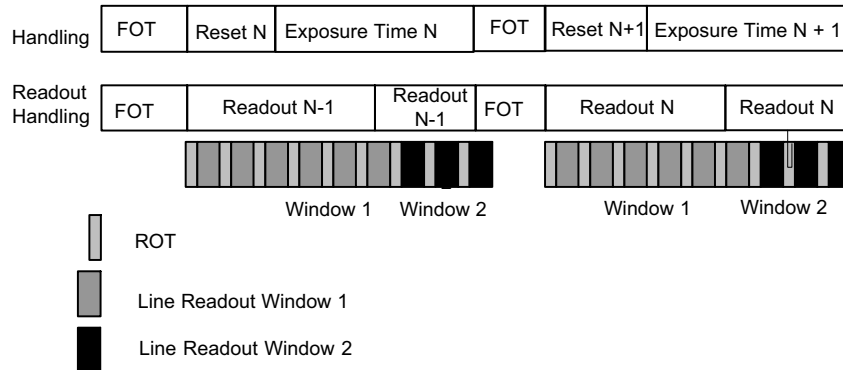 Handling FOT Reset N Exposure Time N FOT Reset N+1 Exposure Time N + 1
Readout Handling FOT Readout N-1 Readout N-1 FOT Readout N Readout N
Window 1 Window 2 Window 1 Window 2
ROT
Line Readout Window 1
Line Readout Window 2